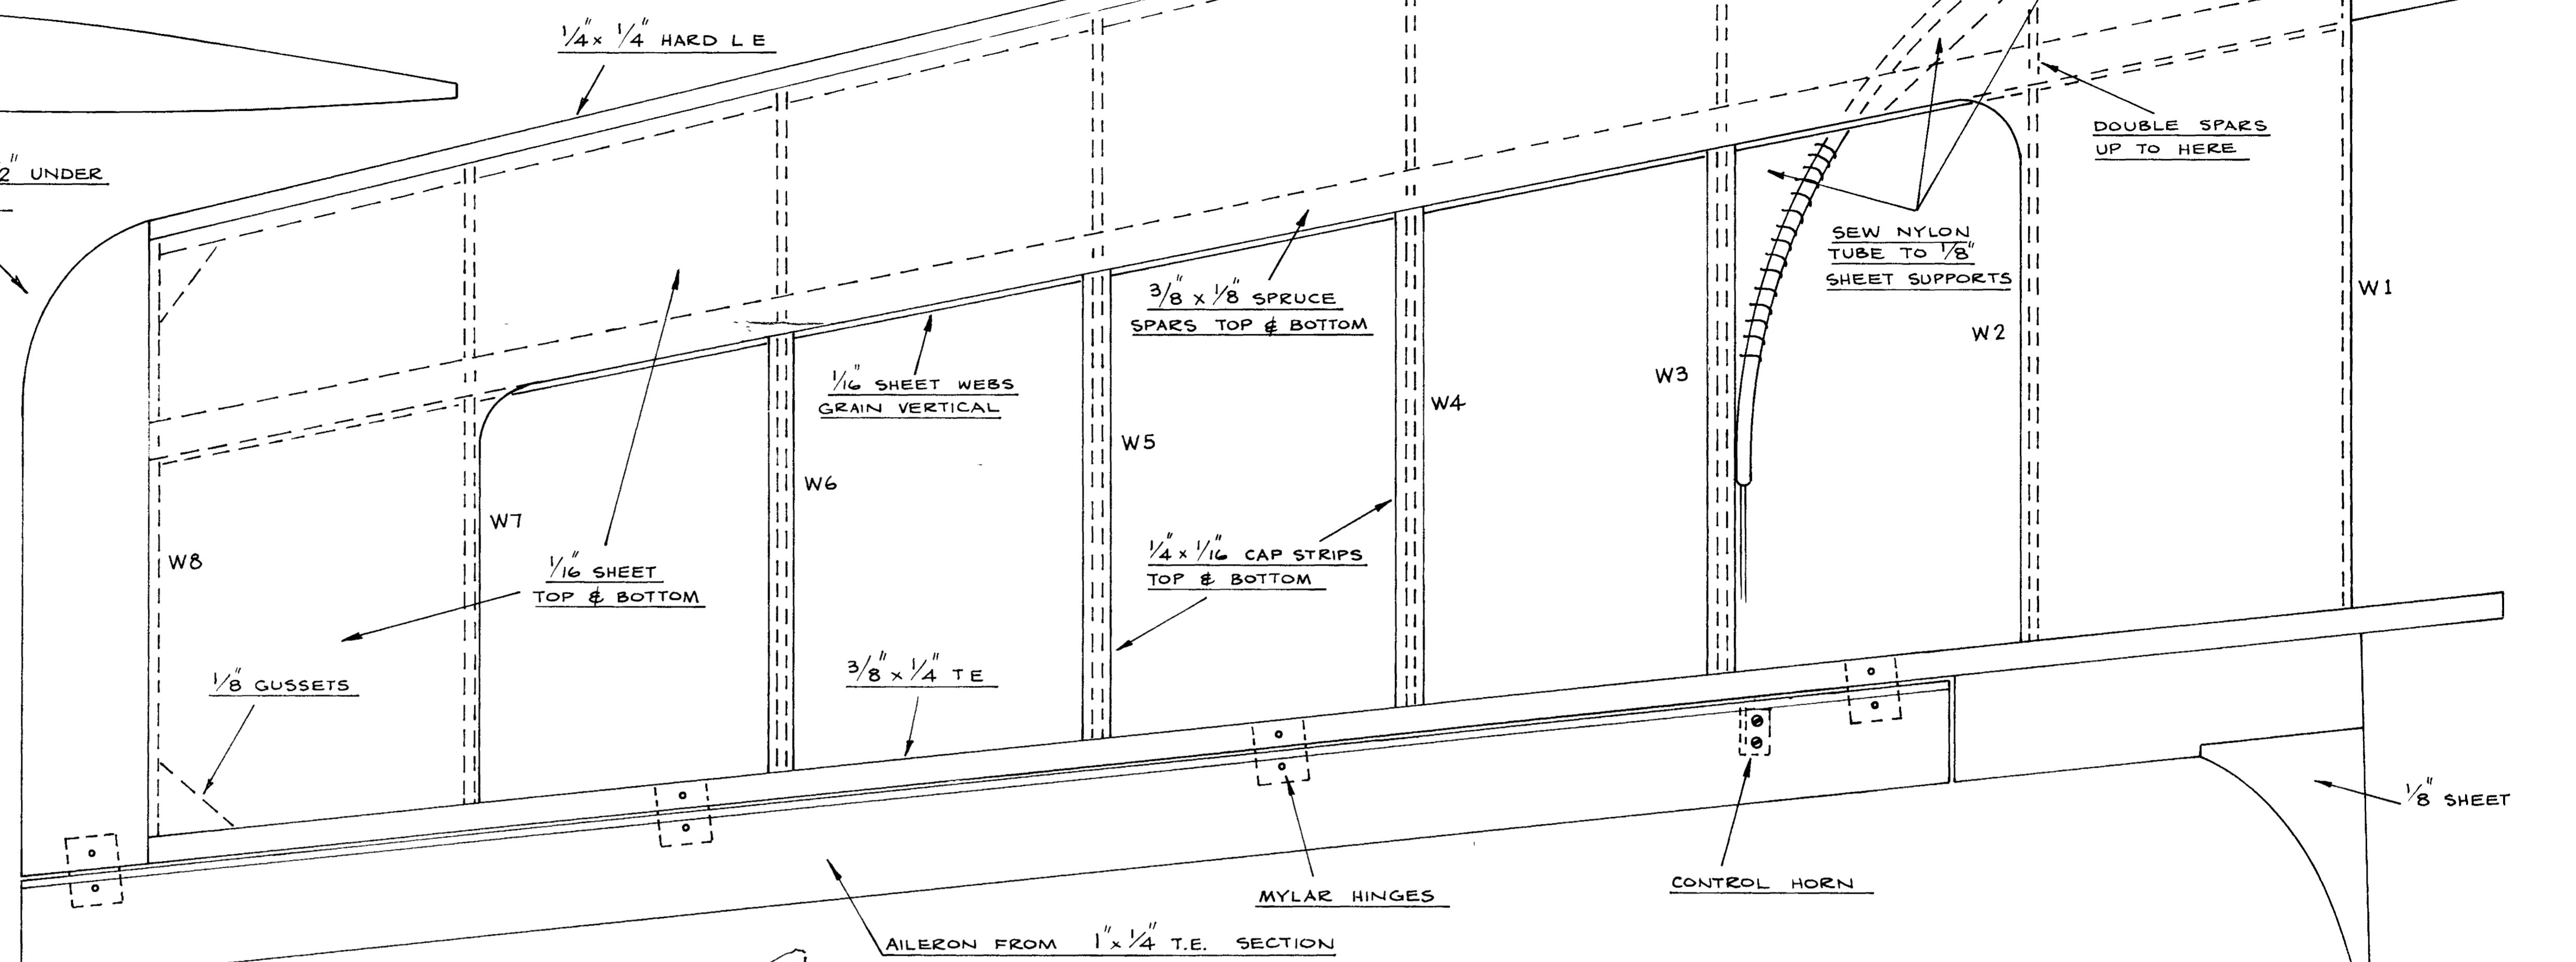 1/4" x 1/4" HARD L E
2" UNDER
DOUBLE SPARS
UP TO HERE
SEW NYLON
TUBE TO 1/8"
SHEET SUPPORTS
3/8" x 1/8" SPRUCE
SPARS TOP & BOTTOM
W1
W2
W3
1/16" SHEET WEBS
GRAIN VERTICAL
W4
W5
W6
W7
W8
1/16" SHEET
TOP & BOTTOM
1/4" x 1/16" CAP STRIPS
TOP & BOTTOM
3/8" x 1/4" T E
1/8" GUSSETS
1/8" SHEET
CONTROL HORN
MYLAR HINGES
AILERON FROM 1" x 1/4" T.E. SECTION